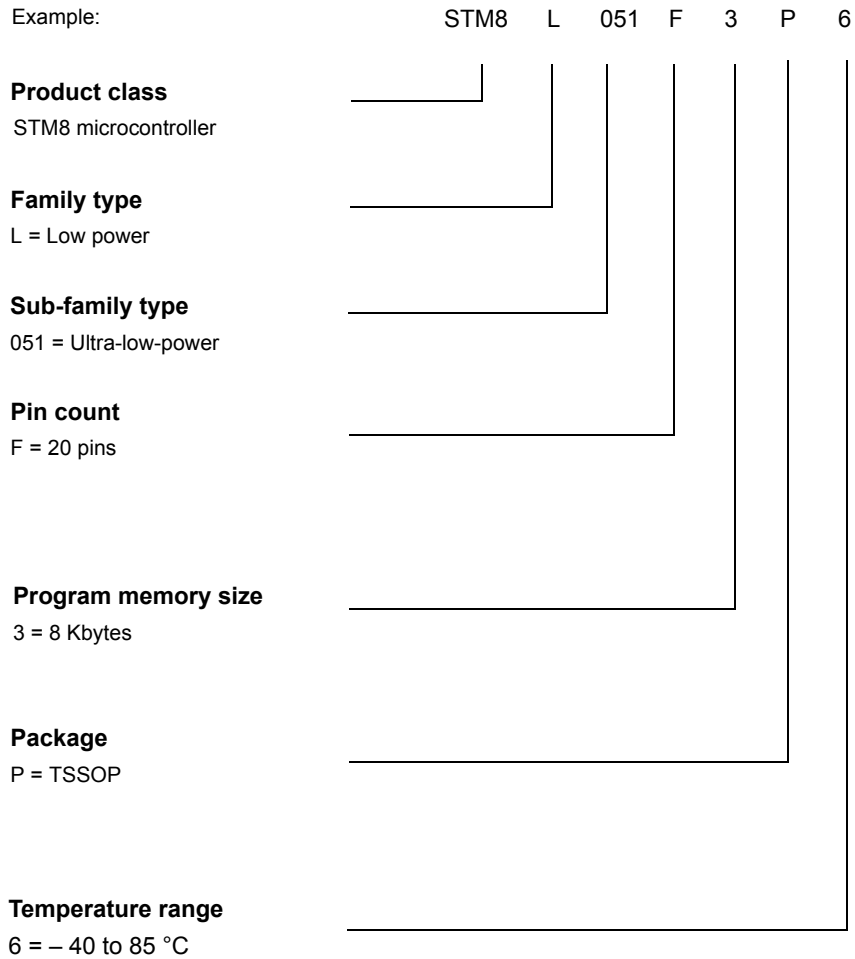 Example: STM8 L 051 F 3 P 6
Product class
STM8 microcontroller
Family type
L = Low power
Sub-family type
051 = Ultra-low-power
Pin count
F = 20 pins
Program memory size
3 = 8 Kbytes
Package
P = TSSOP
Temperature range
6 = – 40 to 85 °C